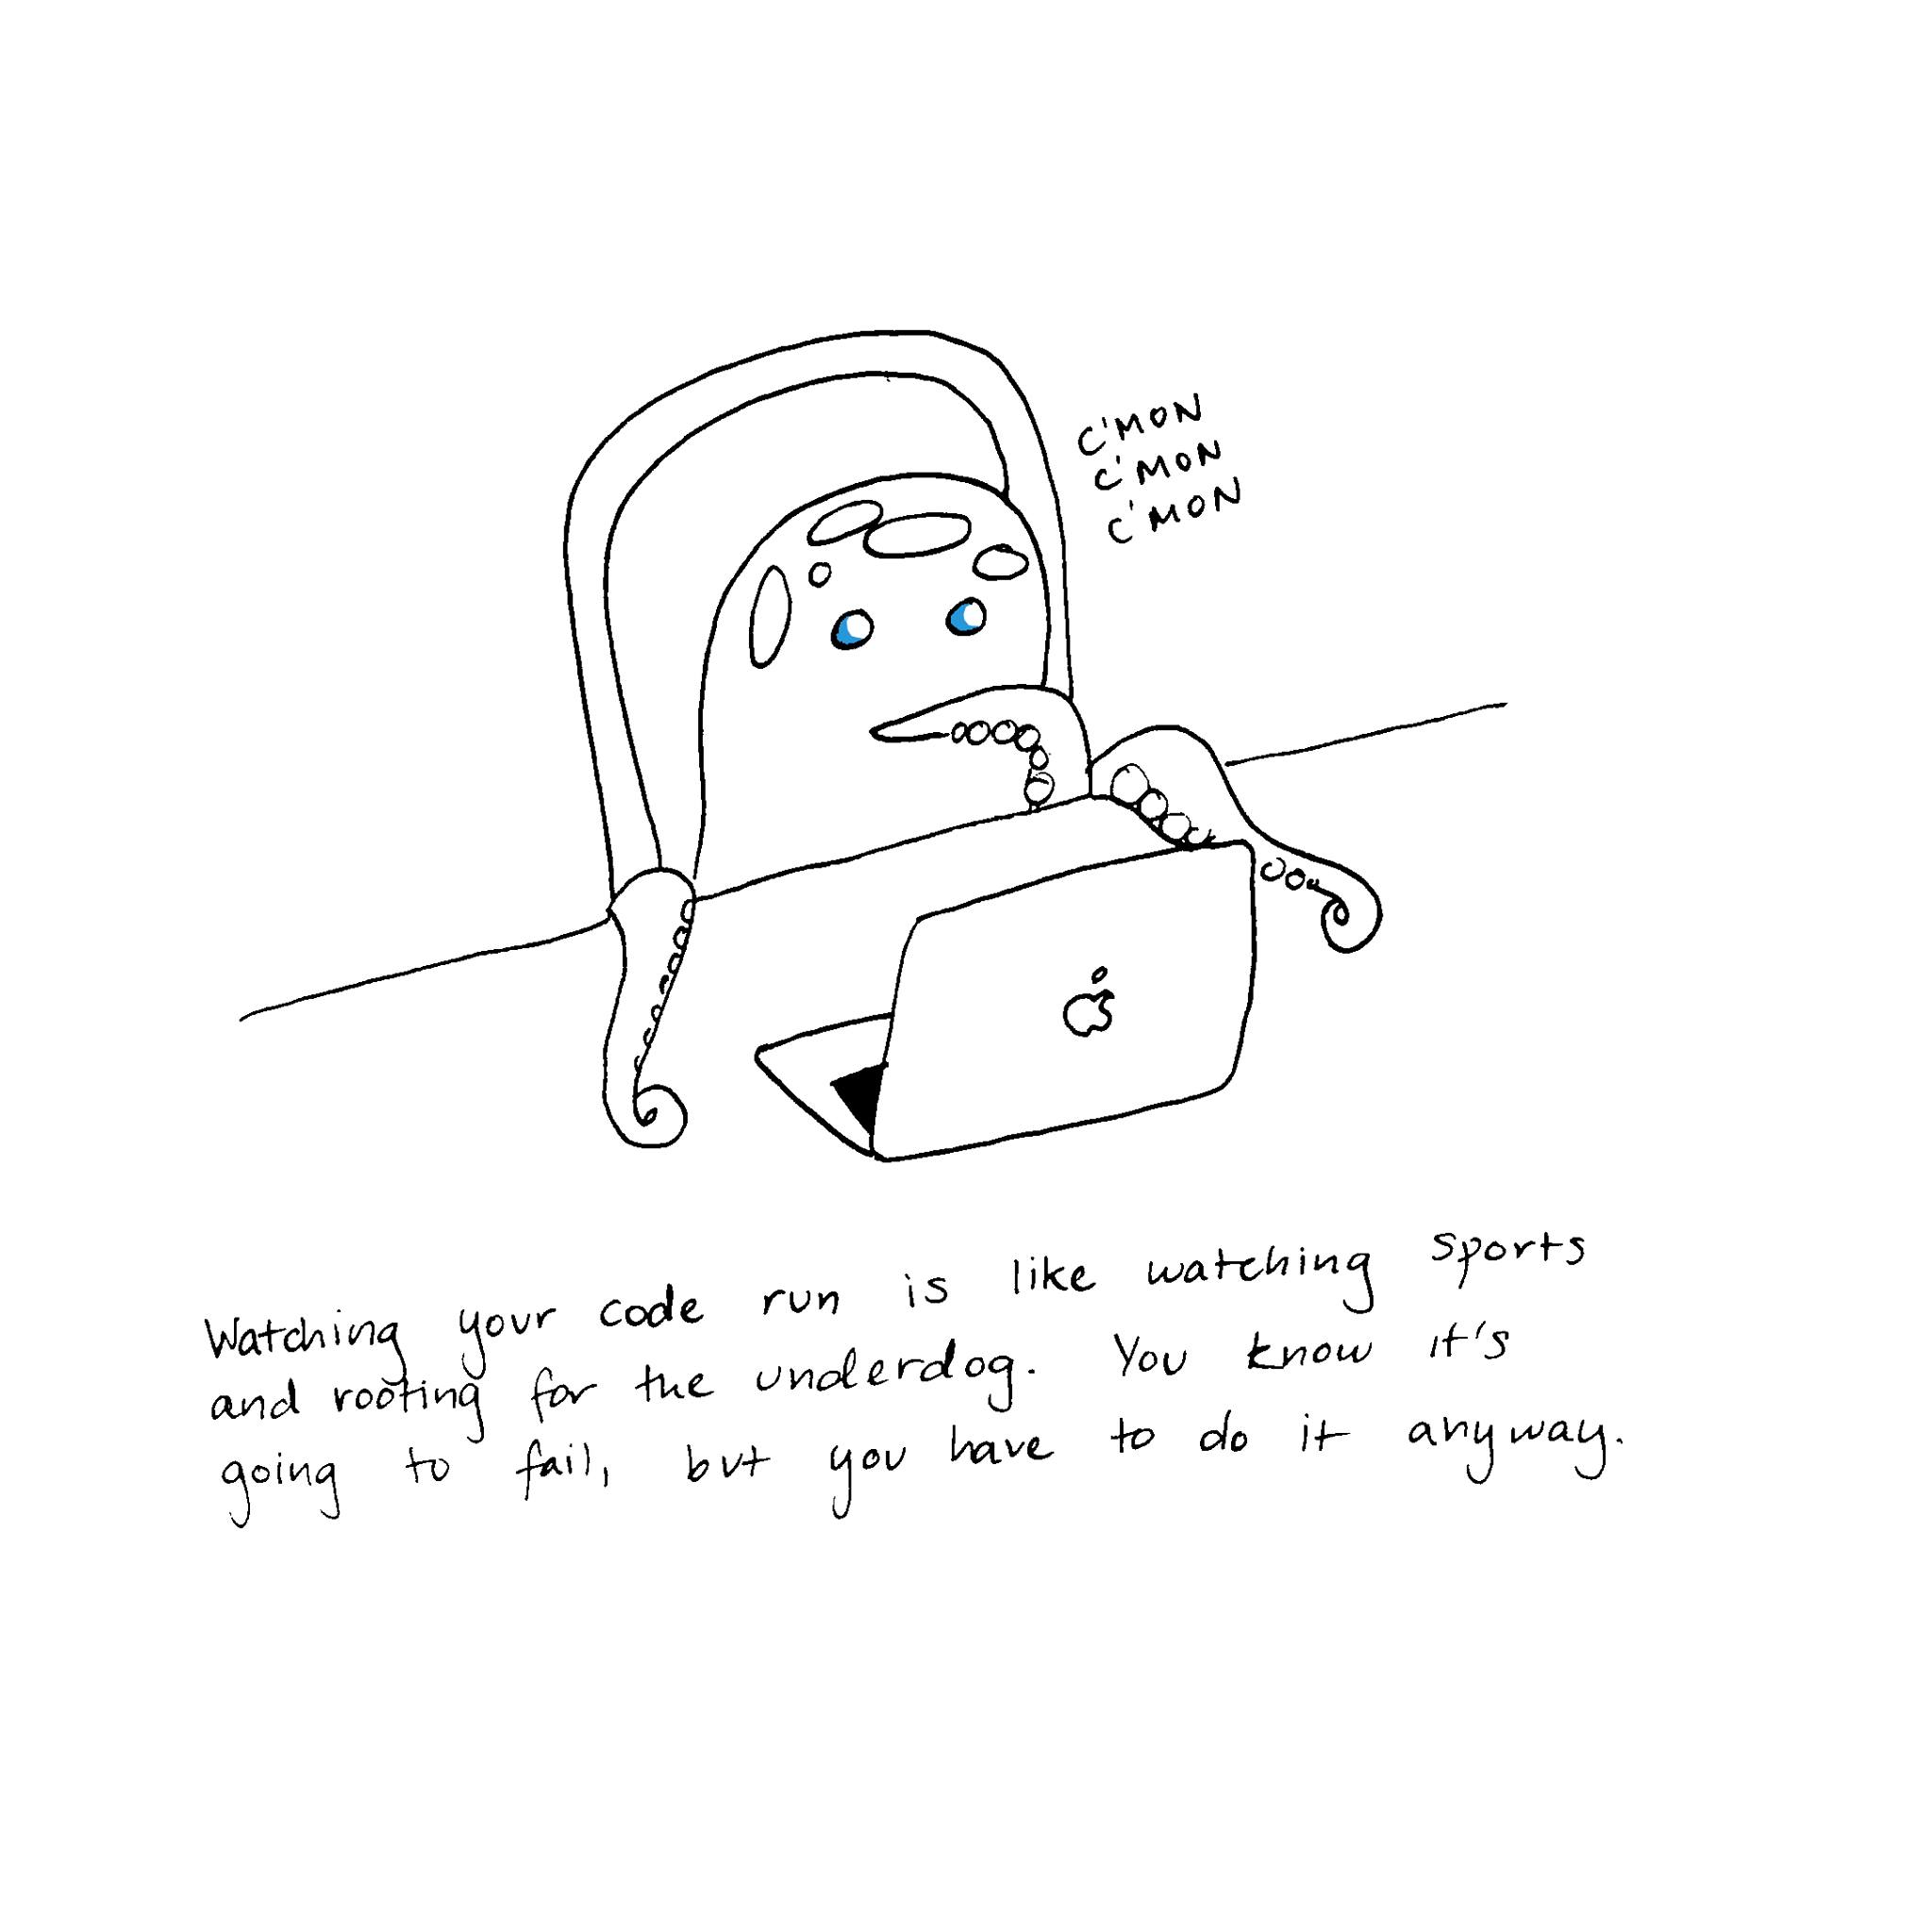 C'MON
C'MON
C'MON
Watching your code run is like watching sports
and rooting for the underdog. You know it's
going to fail, but you have to do it anyway.